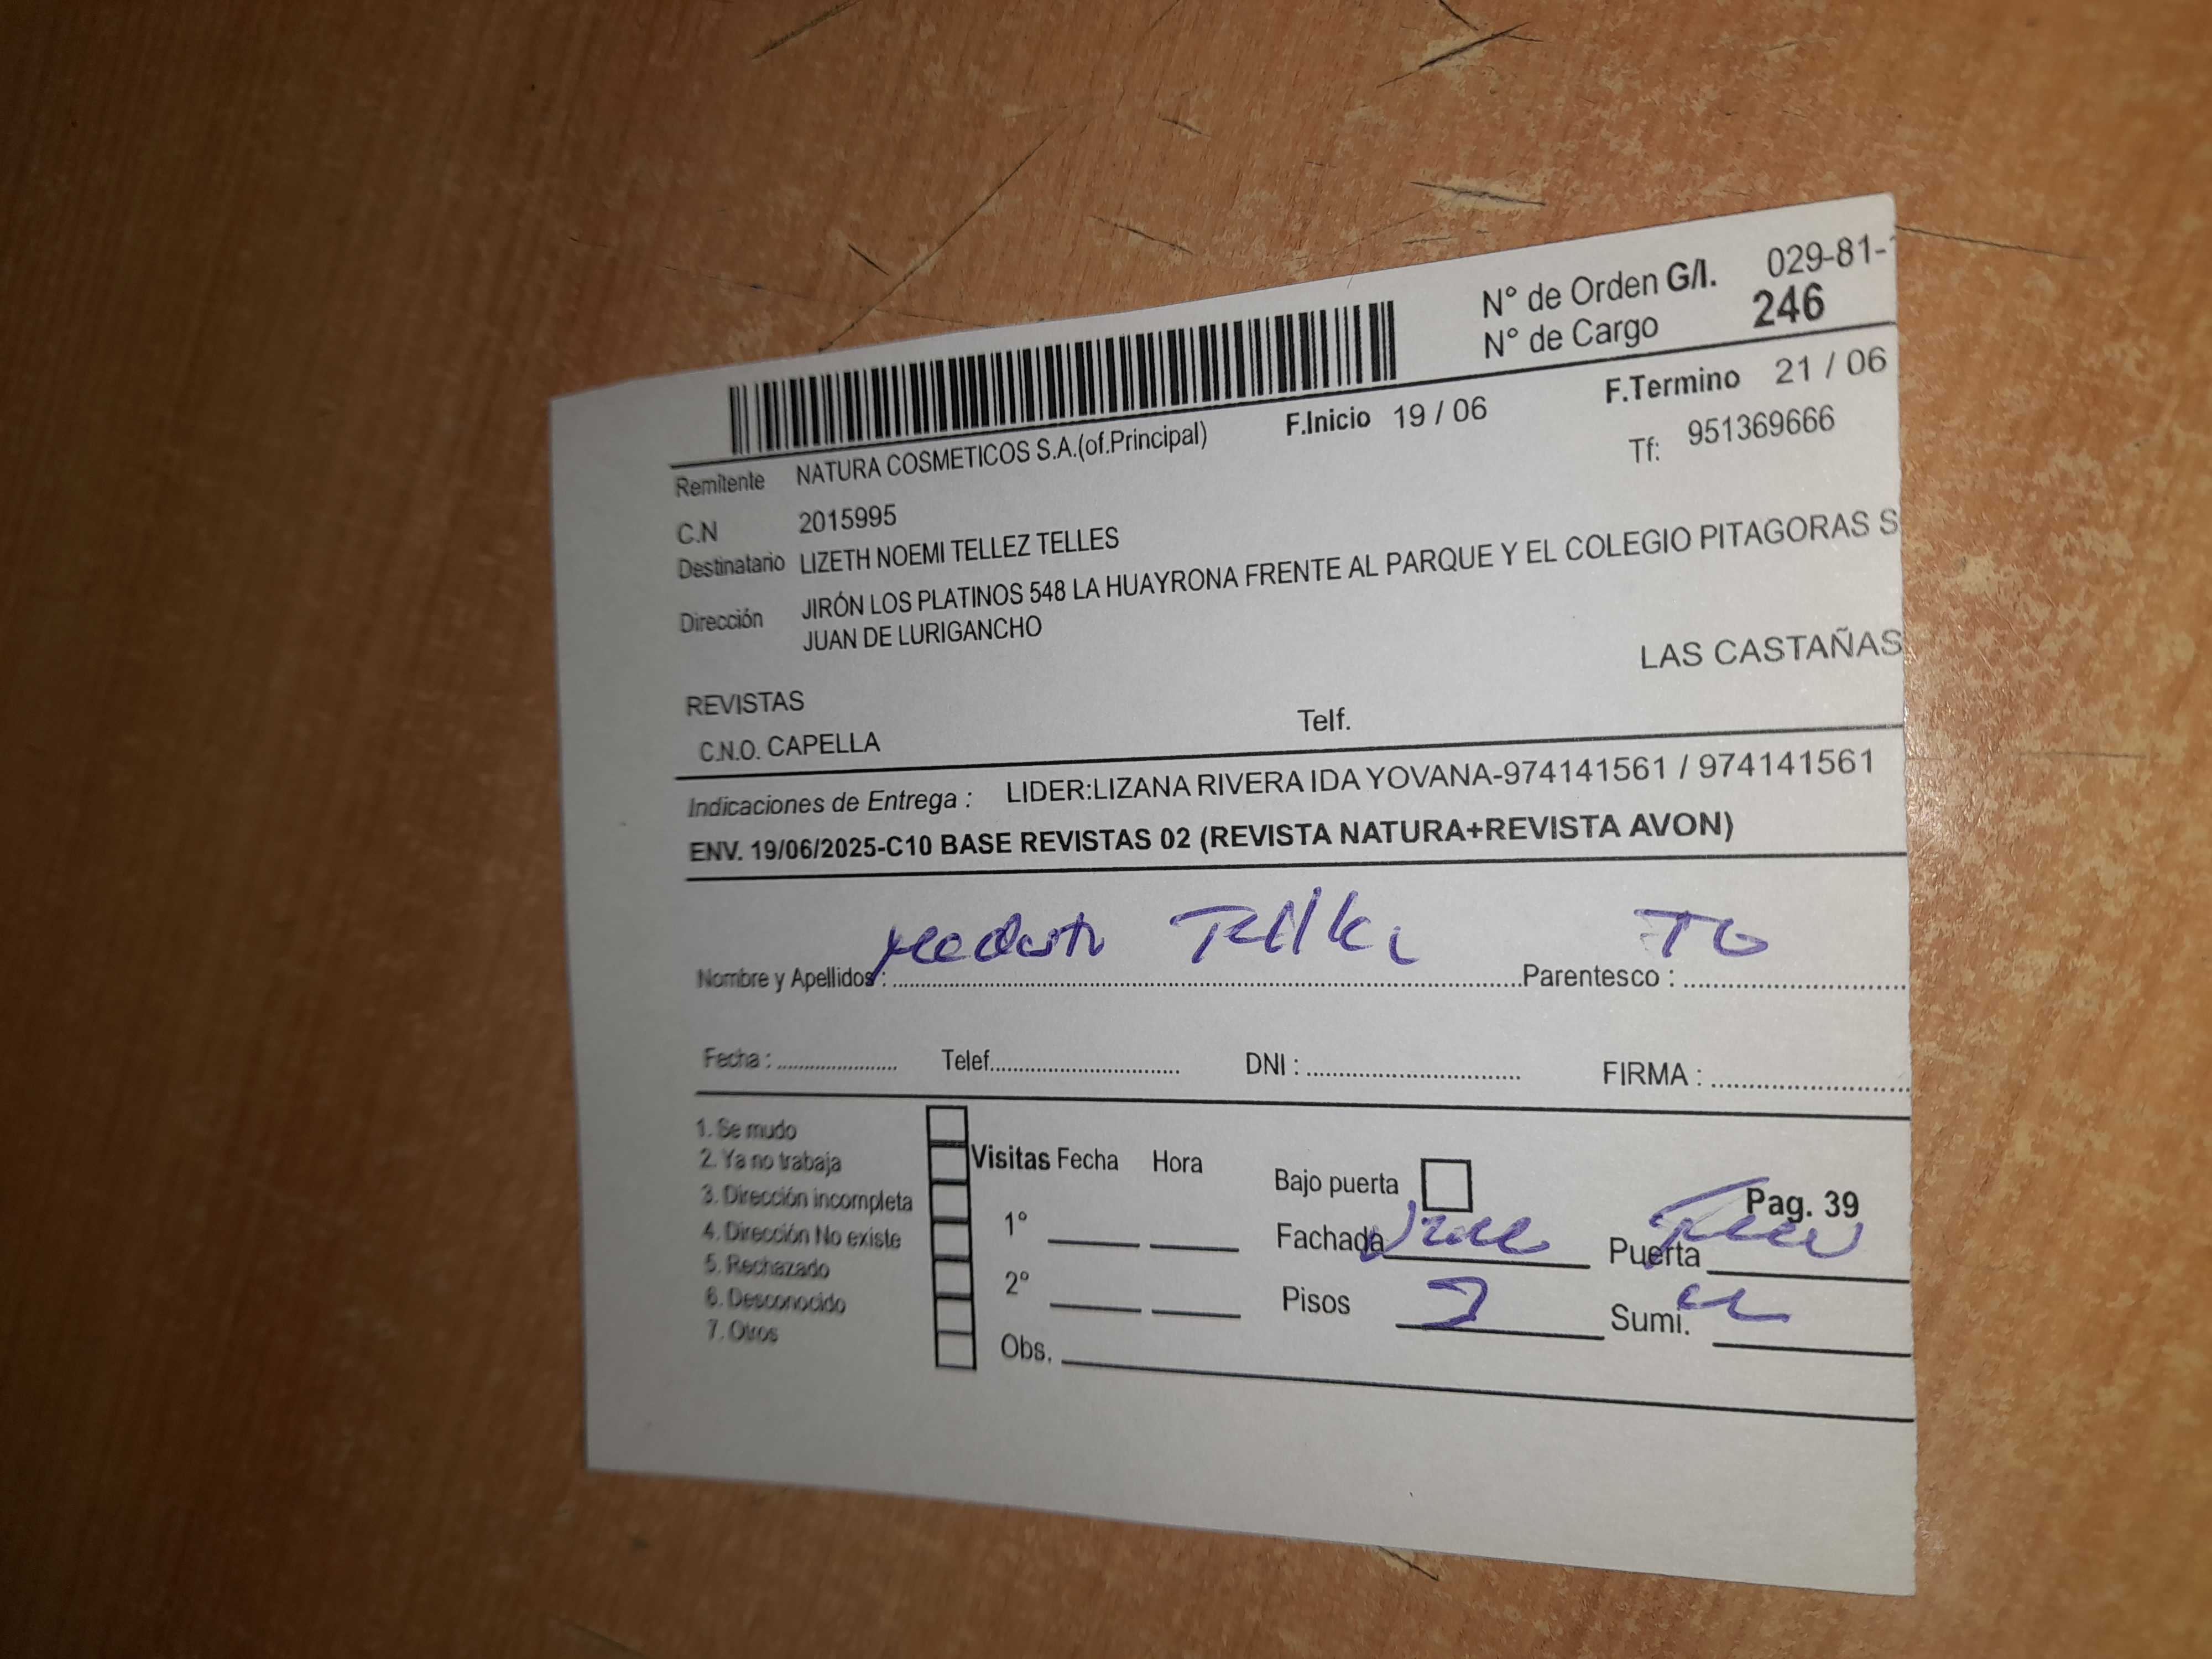 N° de Orden G/I. 029-81-
N° de Cargo 246
F.Inicio 19 / 06 F.Termino 21 / 06
Remitente NATURA COSMETICOS S.A.(of.Principal) Tf: 951369666
C.N 2015995
Destinatario LIZETH NOEMI TELLEZ TELLES
Dirección JIRÓN LOS PLATINOS 548 LA HUAYRONA FRENTE AL PARQUE Y EL COLEGIO PITAGORAS S
JUAN DE LURIGANCHO
LAS CASTAÑAS
REVISTAS
C.N.O. CAPELLA Telf.
Indicaciones de Entrega : LIDER:LIZANA RIVERA IDA YOVANA-974141561 / 974141561
ENV. 19/06/2025-C10 BASE REVISTAS 02 (REVISTA NATURA+REVISTA AVON)
Nombre y Apellidos : Parentesco :
Fecha : Telef. DNI : FIRMA :
1. Se mudo
2. Ya no trabaja
3. Dirección incompleta
4. Dirección No existe
5. Rechazado
6. Desconocido
7. Otros
Visitas Fecha Hora
1°
2°
Obs.
Bajo puerta Pag. 39
Fachada Puerta
Pisos 2 Sumi.